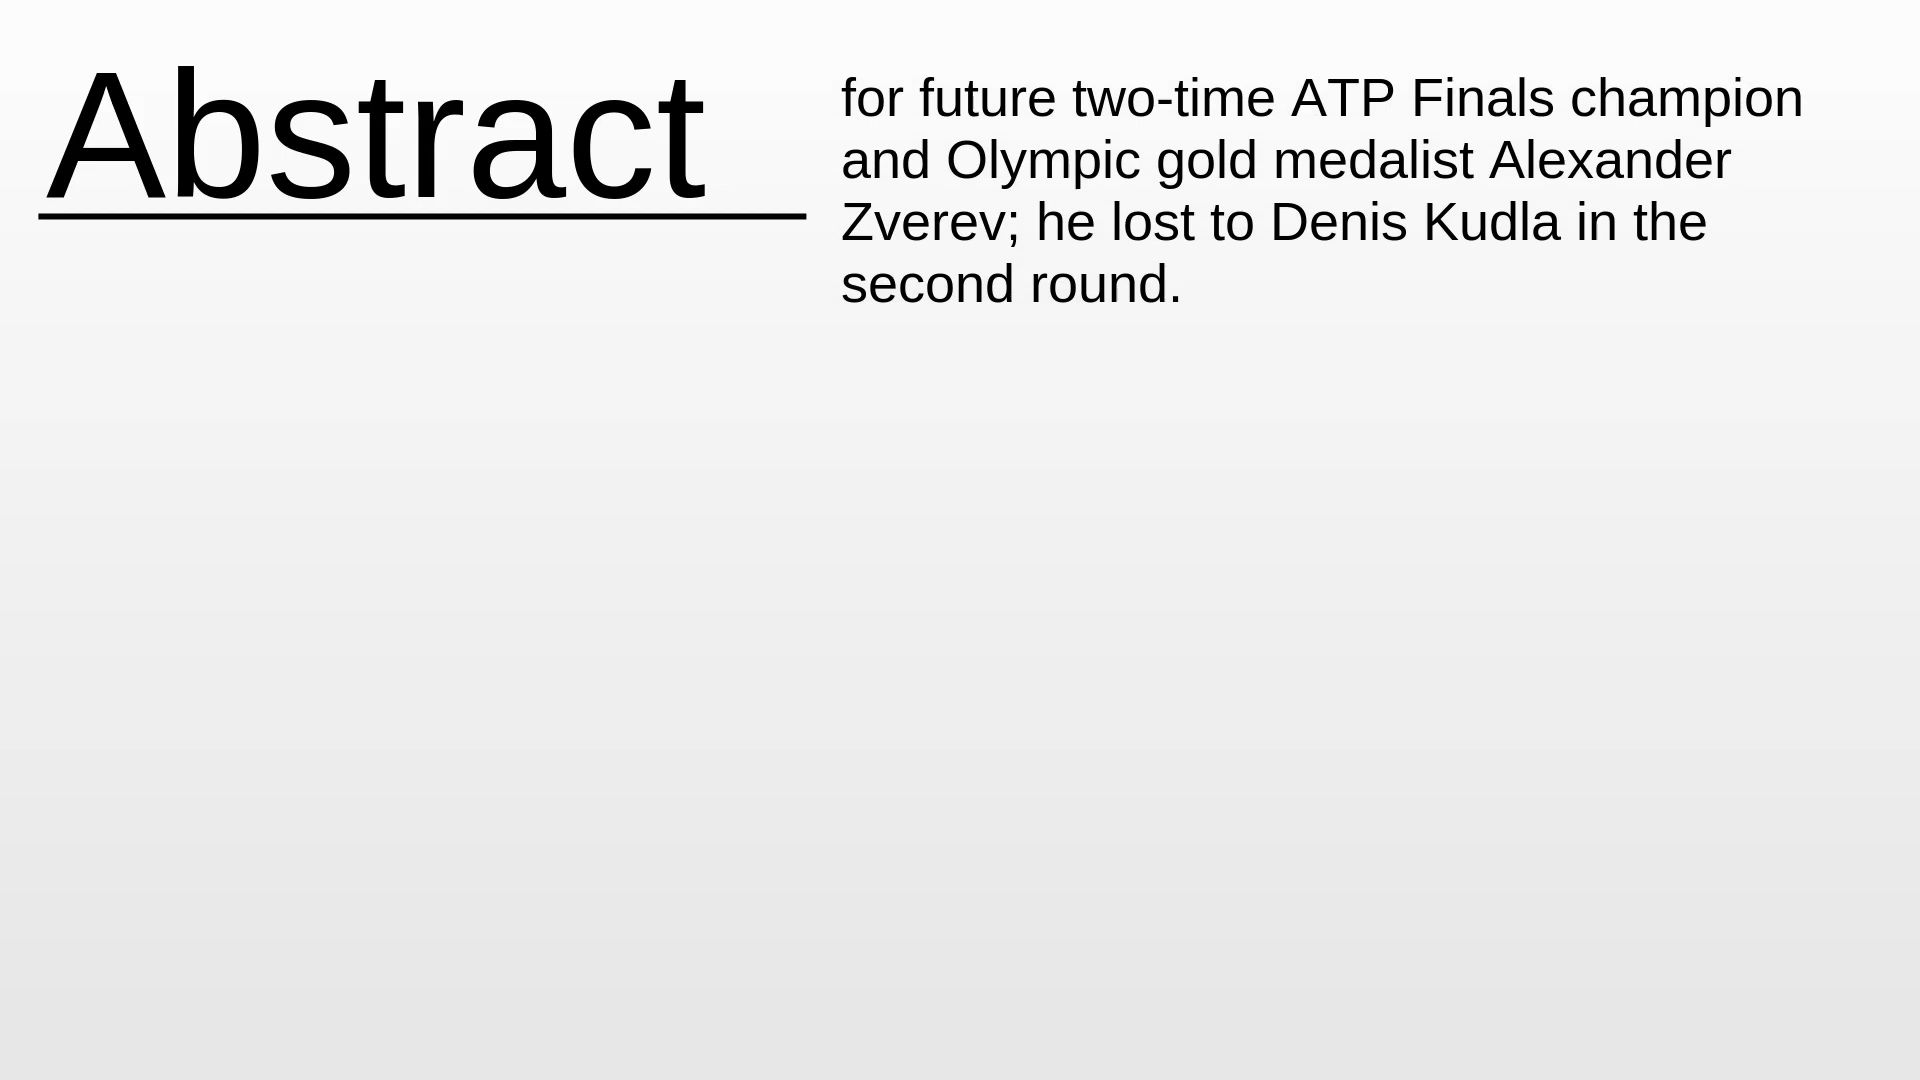 Abstract
for future two-time ATP Finals champion
and Olympic gold medalist Alexander
Zverev; he lost to Denis Kudla in the
second round.